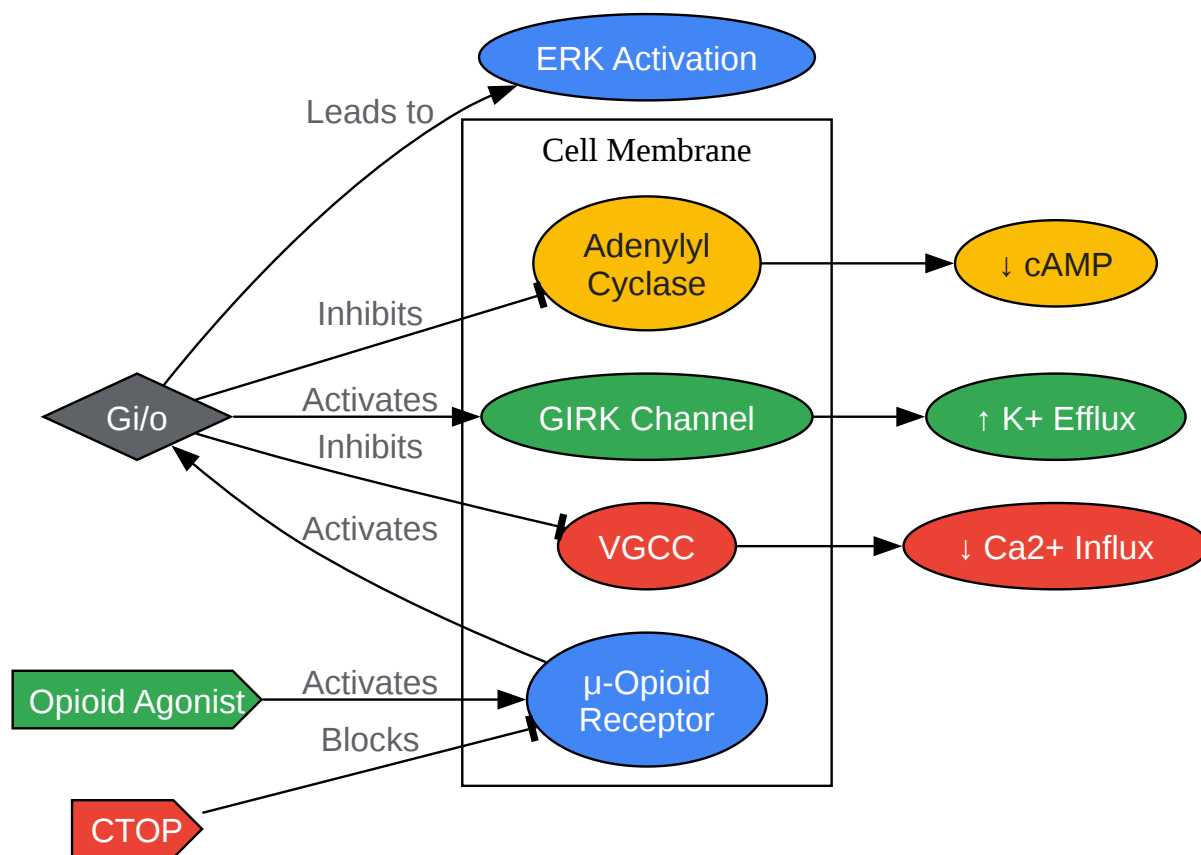 ERK Activation
Leads to
Cell Membrane
Adenylyl
Cyclase
↓ cAMP
Inhibits
Gi/o
Activates
GIRK Channel
↑ K+ Efflux
Inhibits
Activates
VGCC
↓ Ca2+ Influx
Opioid Agonist
Activates
μ-Opioid
Receptor
Blocks
CTOP